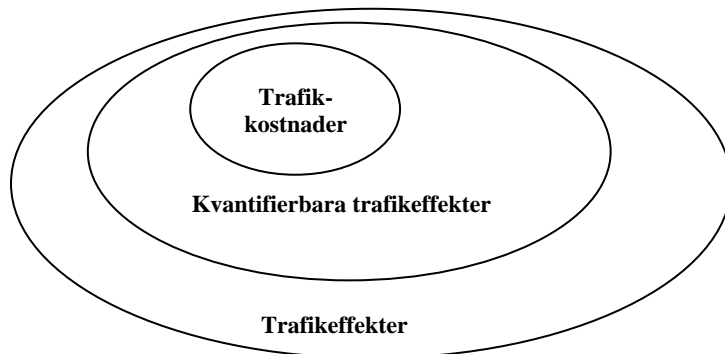 Trafik-
kostnader
Kvantifierbara trafikeffekter
Trafikeffekter